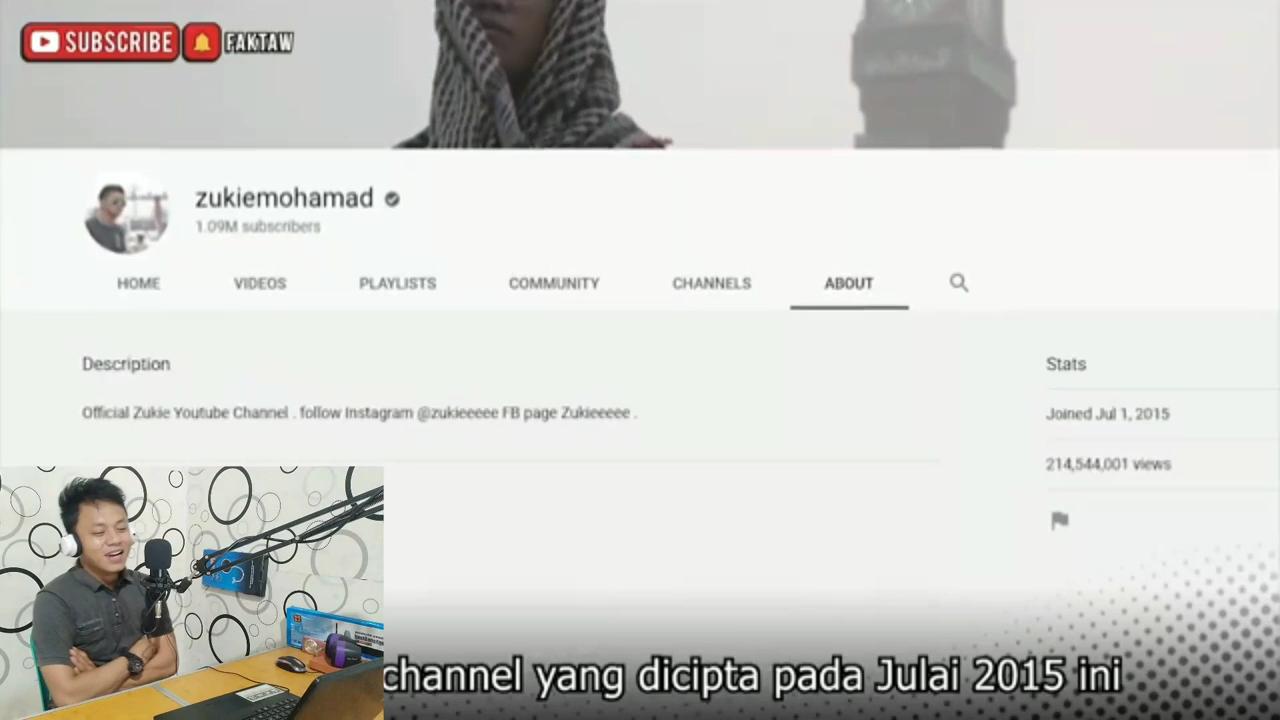 SUBSCRIBE FAKTAW
zukiemohamad
1.09M subscribers
HOME VIDEOS PLAYLISTS COMMUNITY CHANNELS ABOUT
Description
Stats
Official Zukie Youtube Channel . follow Instagram @zukieeeee FB page Zukieeeee .
Joined Jul 1, 2015
214,544,001 views
channel yang dicipta pada Julai 2015 ini